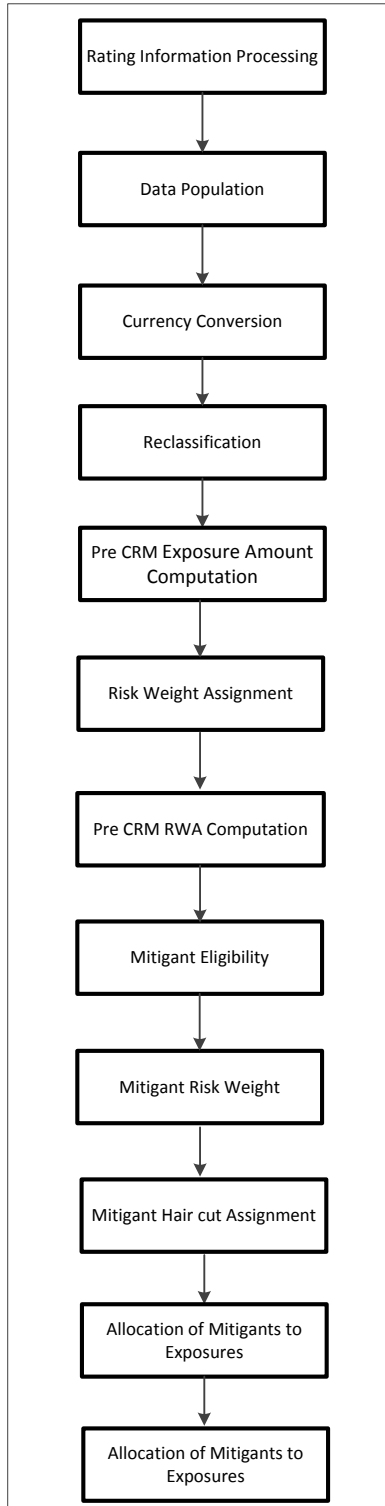 Rating Information Processing
Data Population
Currency Conversion
Reclassification
Pre CRM Exposure Amount
Computation
Risk Weight Assignment
Pre CRM RWA Computation
Mitigant Eligibility
Mitigant Risk Weight
Mitigant Hair cut Assignment
Allocation of Mitigants to
Exposures
Allocation of Mitigants to
Exposures